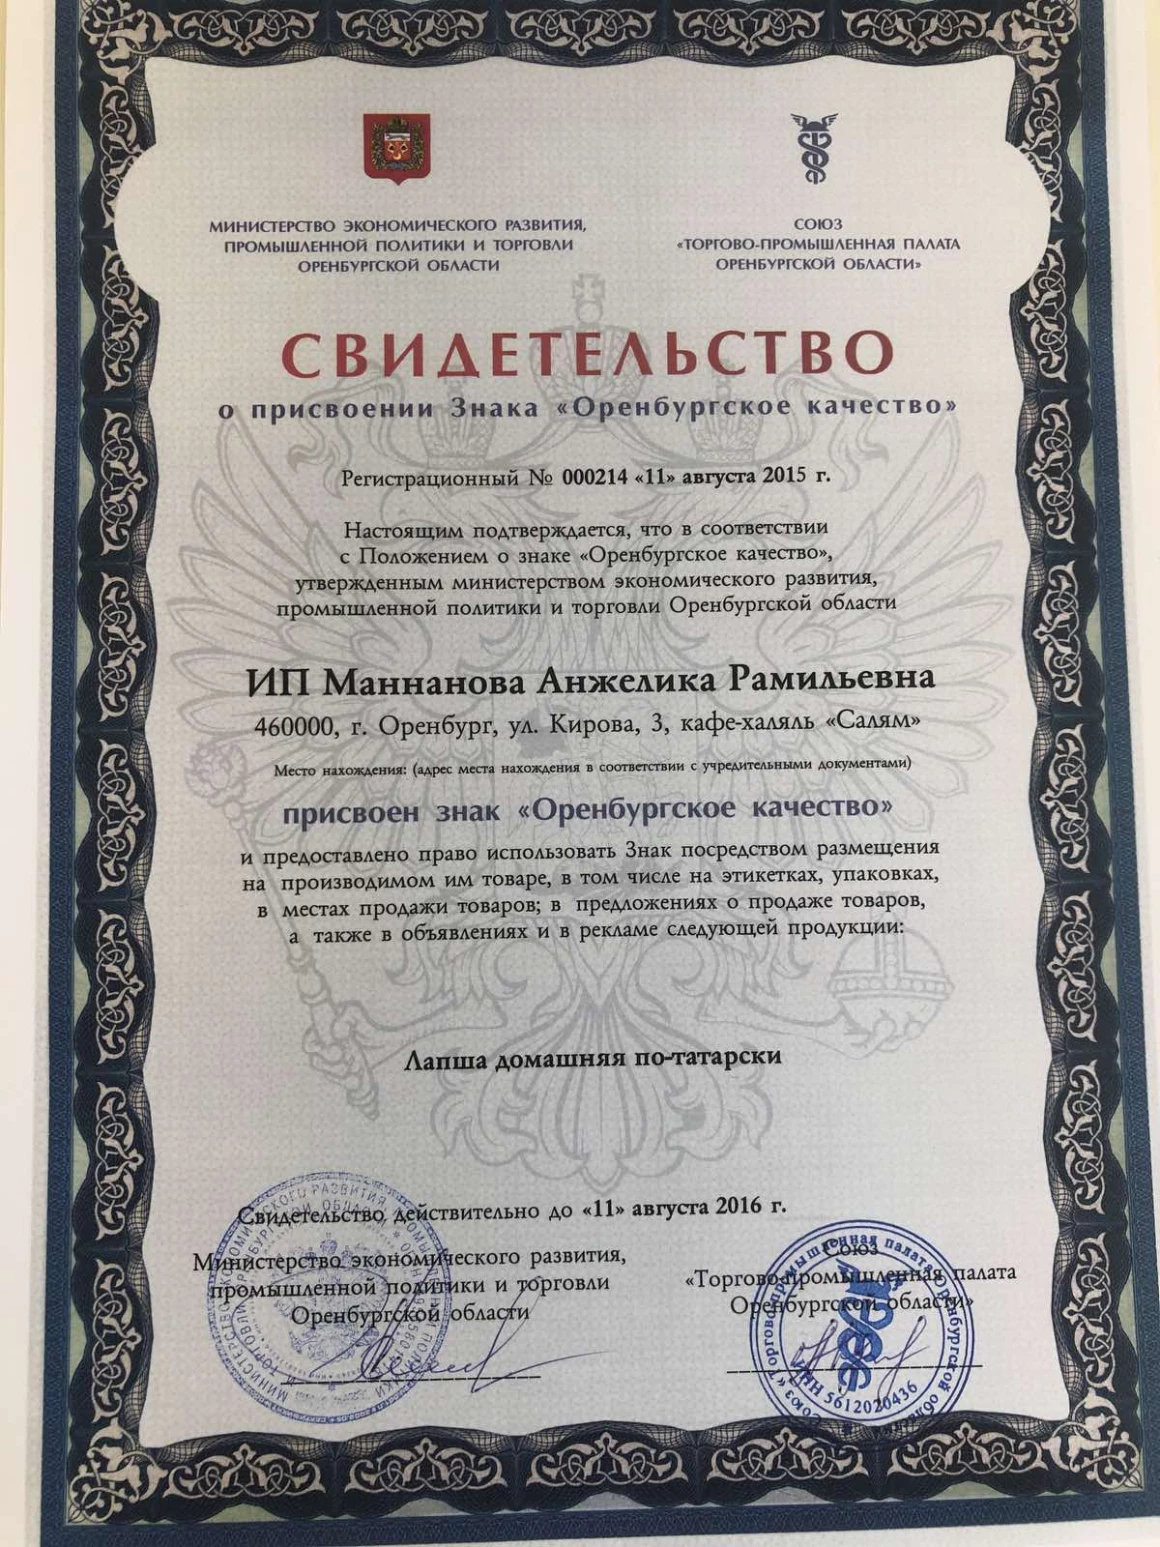 МИНИСТЕРСТВО ЭКОНОМИЧЕСКОГО РАЗВИТИЯ,
ПРОМЫШЛЕННОЙ ПОЛИТИКИ И ТОРГОВЛИ
ОРЕНБУРГСКОЙ ОБЛАСТИ
СОЮЗ
«ТОРГОВО-ПРОМЫШЛЕННАЯ ПАЛАТА
ОРЕНБУРГСКОЙ ОБЛАСТИ»
СВИДЕТЕЛЬСТВО
о присвоении Знака «Оренбургское качество»
Регистрационный № 000214 «11» августа 2015 г.
Настоящим подтверждается, что в соответствии
с Положением о знаке «Оренбургское качество»,
утвержденным министерством экономического развития,
промышленной политики и торговли Оренбургской области
ИП Маннанова Анжелика Рамильевна
460000, г. Оренбург, ул. Кирова, 3, кафе-халяль «Салям»
Место нахождения: (адрес места нахождения в соответствии с учредительными документами)
присвоен знак «Оренбургское качество»
и предоставлено право использовать Знак посредством размещения
на производимом им товаре, в том числе на этикетках, упаковках,
в местах продажи товаров; в предложениях о продаже товаров,
а также в объявлениях и в рекламе следующей продукции:
Лапша домашняя по-татарски
Свидетельство действительно до «11» августа 2016 г.
Министерство экономического развития,
промышленной политики и торговли
Оренбургской области
Союз
«Торгово-промышленная палата
Оренбургской области»
ИНН 5612020436